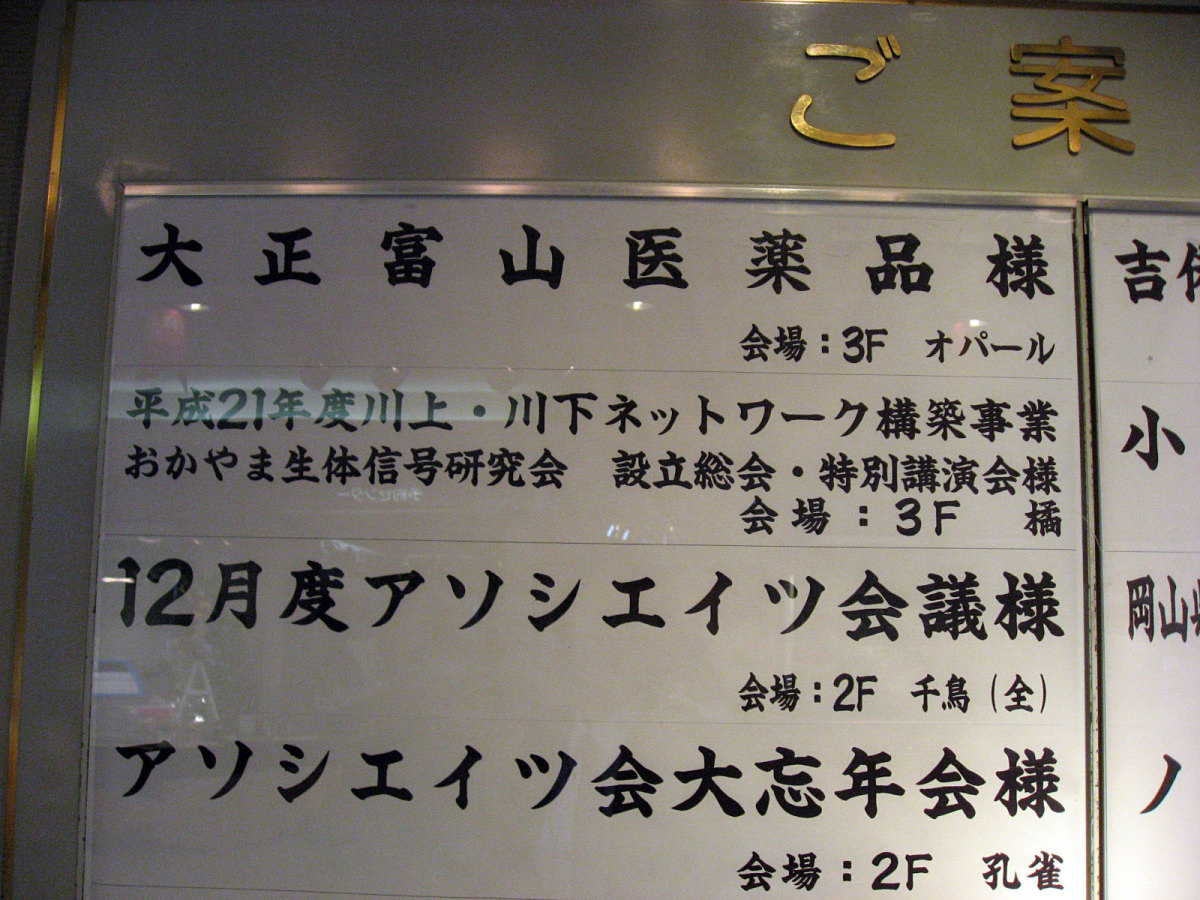 ご案
大正富山医薬品様
会場：3F　オパール
平成21年度川上・川下ネットワーク構築事業
おかやま生体信号研究会　設立総会・特別講演会様
会場：3F　橘
12月度アソシエイツ会議様
会場：2F　千鳥（全）
アソシエイツ会大忘年会様
会場：2F　孔雀
吉
小
岡山
ノ